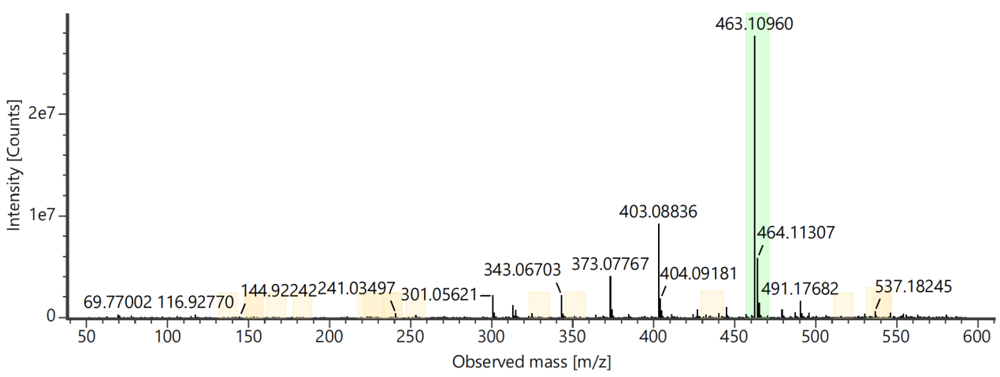 463.10960
Intensity [Counts]
2e7
1e7
0
403.08836
464.11307
343.06703
373.07767
404.09181
69.77002
116.92770
144.92242
241.03497
301.05621
491.17682
537.18245
50 100 150 200 250 300 350 400 450 500 550 600
Observed mass [m/z]